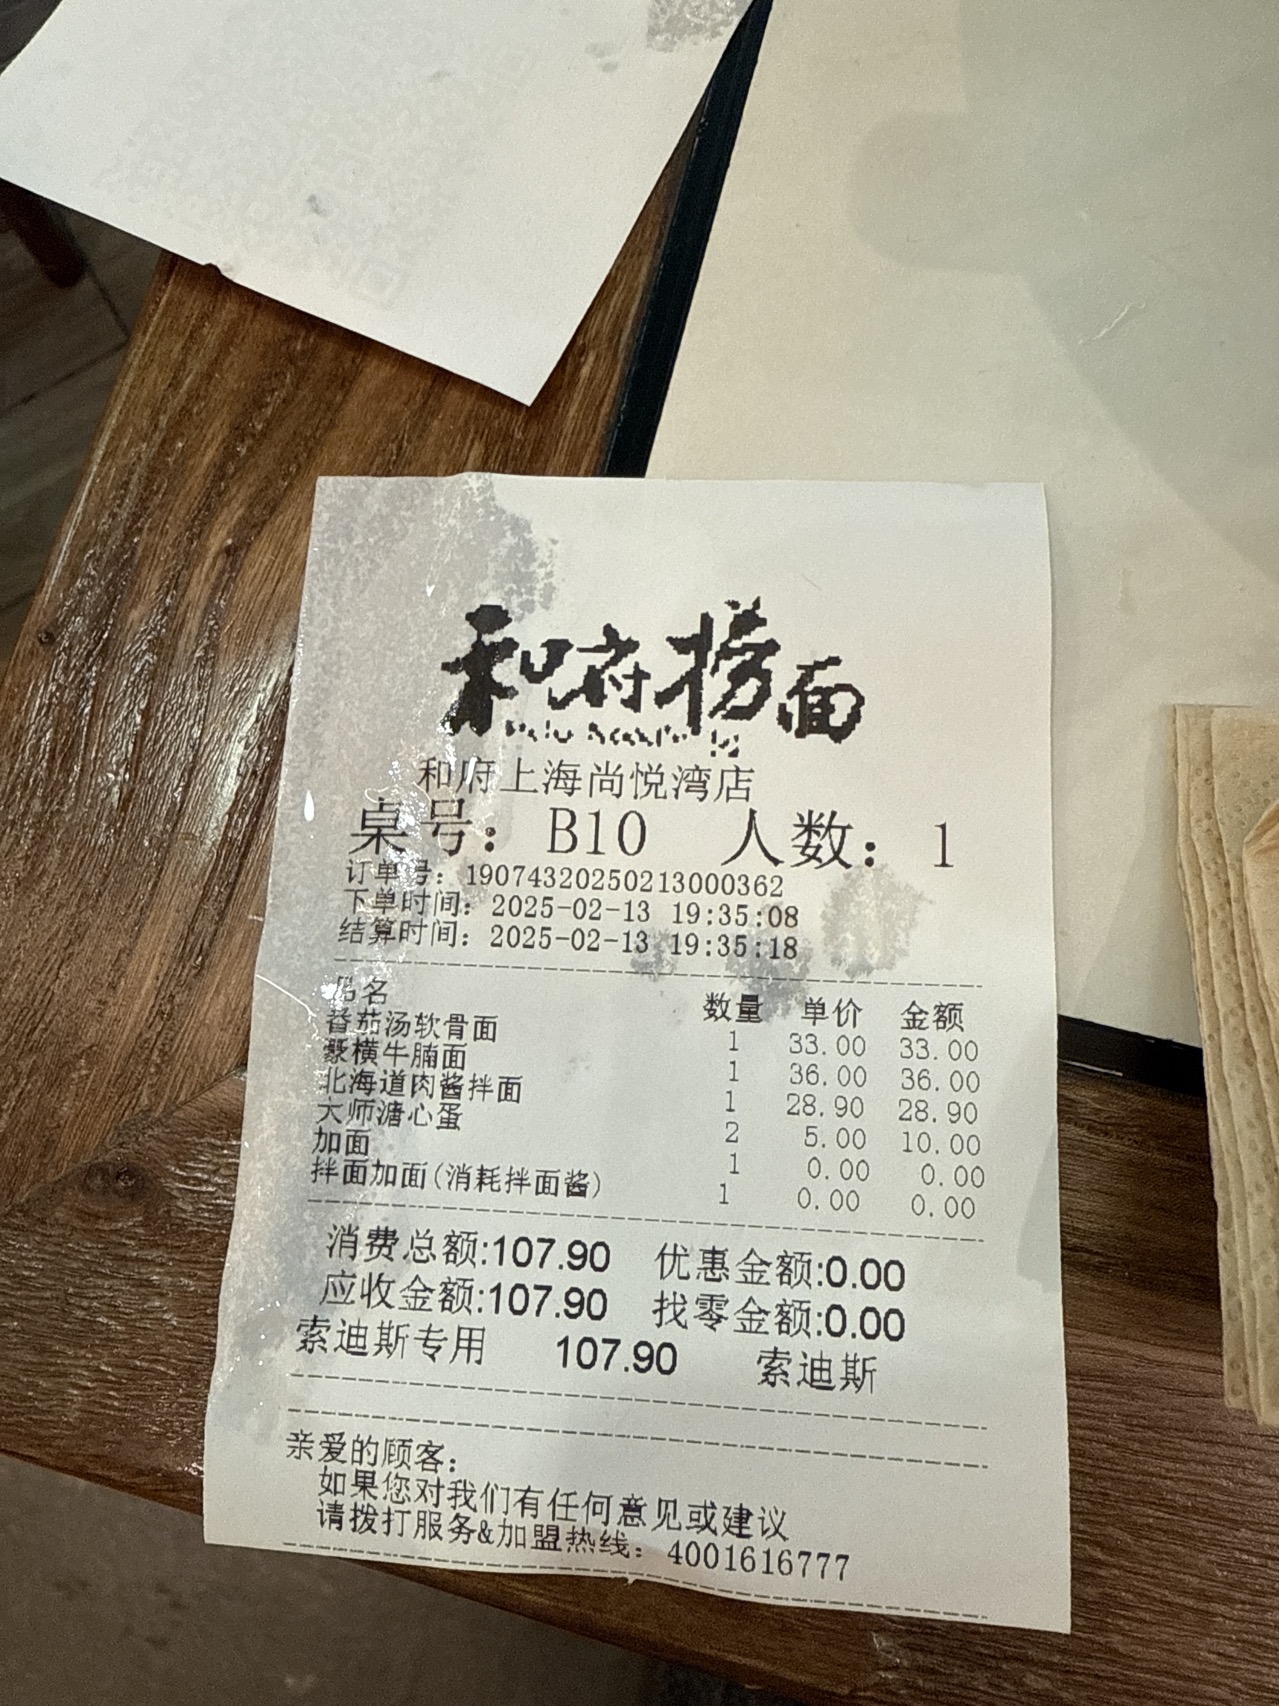 和府捞面
和府上海尚悦湾店
桌号： B10 人数： 1
订单号：19074320250213000362
下单时间：2025-02-13 19:35:08
结算时间：2025-02-13 19:35:18
品名 数量 单价 金额
番茄汤软骨面 1 33.00 33.00
豪横牛腩面 1 36.00 36.00
北海道肉酱拌面 1 28.90 28.90
大师溏心蛋 2 5.00 10.00
加面 1 0.00 0.00
拌面加面(消耗拌面酱) 1 0.00 0.00
消费总额:107.90 优惠金额:0.00
应收金额:107.90 找零金额:0.00
索迪斯专用 107.90 索迪斯
亲爱的顾客：
如果您对我们有任何意见或建议
请拨打服务&加盟热线：4001616777